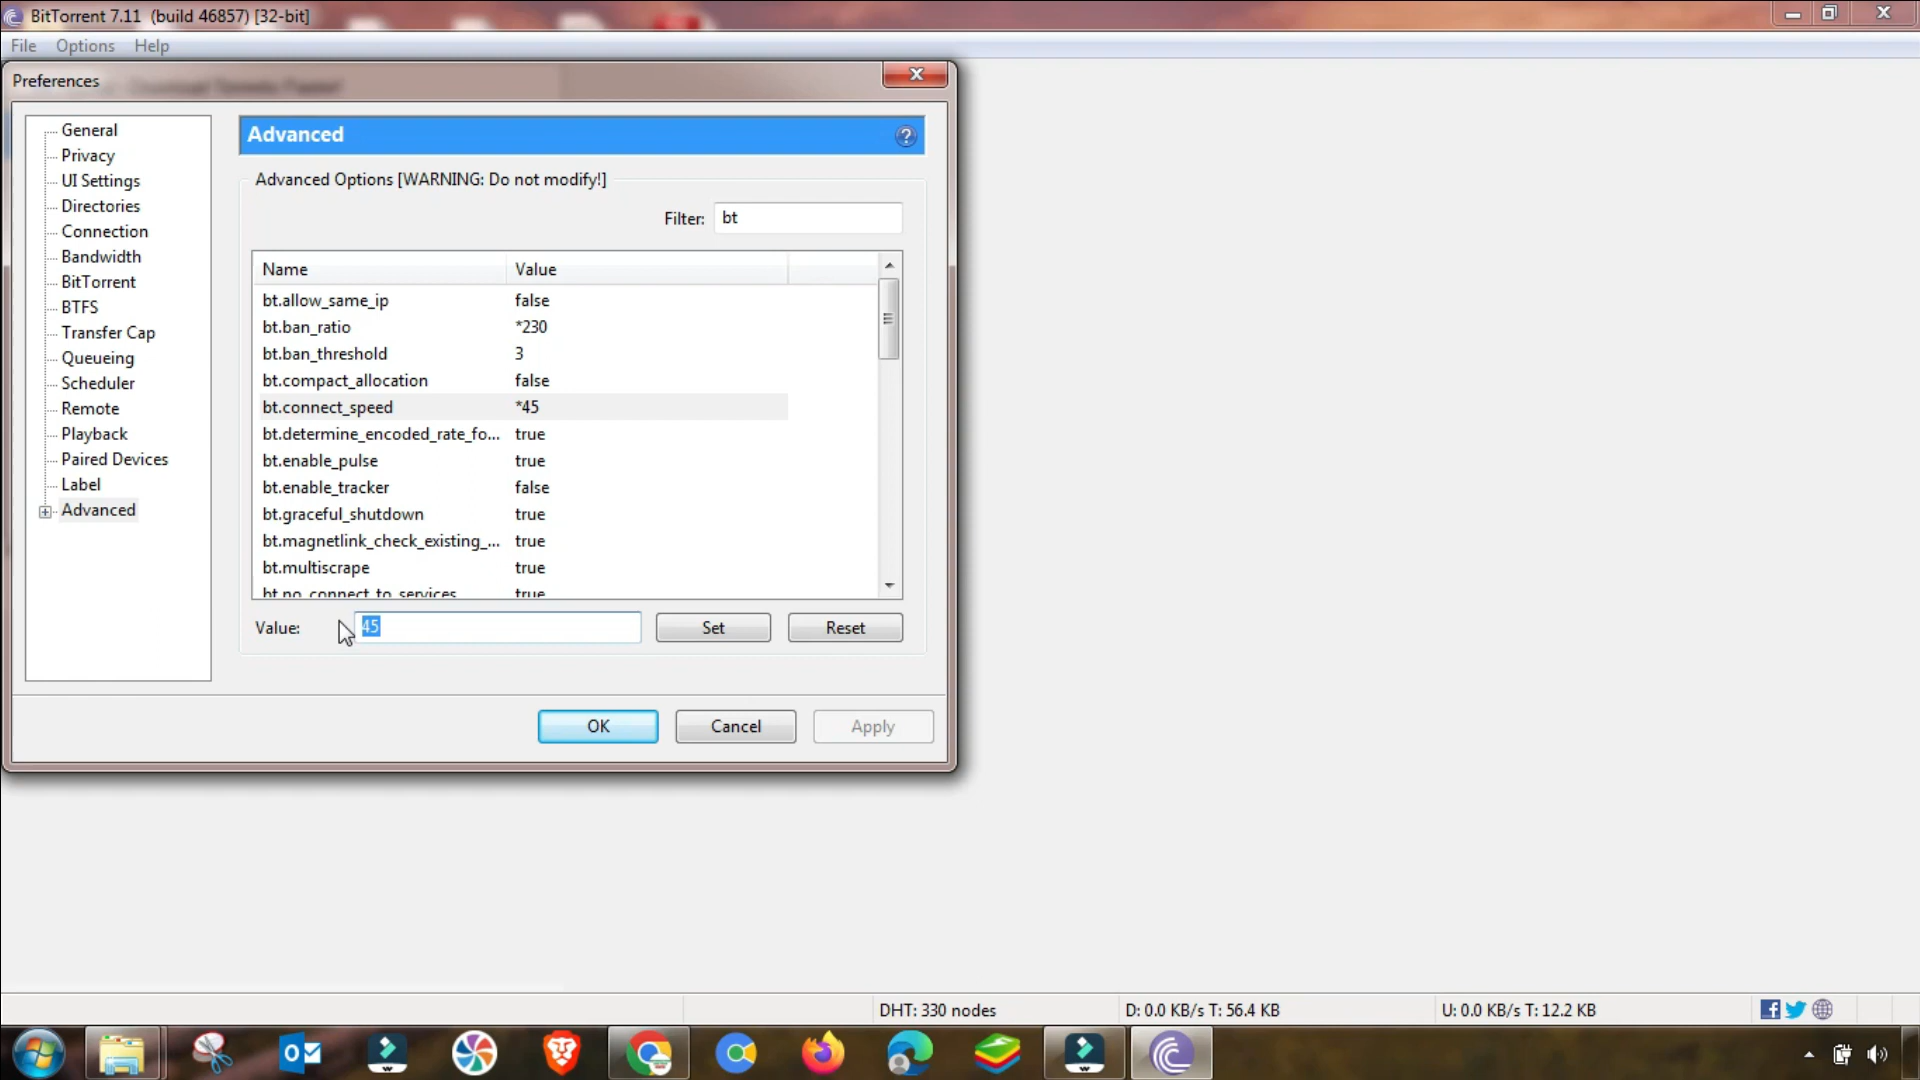 BitTorrent 7.11 (build 46857) [32-bit]
File Options Help
Preferences
General
Privacy
UI Settings
Directories
Connection
Bandwidth
BitTorrent
BTFS
Transfer Cap
Queueing
Scheduler
Remote
Playback
Paired Devices
Label
Advanced
Advanced
Advanced Options [WARNING: Do not modify!]
Filter: bt
Name Value
bt.allow_same_ip false
bt.ban_ratio *230
bt.ban_threshold 3
bt.compact_allocation false
bt.connect_speed *45
bt.determine_encoded_rate_fo... true
bt.enable_pulse true
bt.enable_tracker false
bt.graceful_shutdown true
bt.magnetlink_check_existing_... true
bt.multiscrape true
bt.no_connect_to_services true
Value: 45 Set Reset
OK Cancel Apply
DHT: 330 nodes D: 0.0 KB/s T: 56.4 KB U: 0.0 KB/s T: 12.2 KB